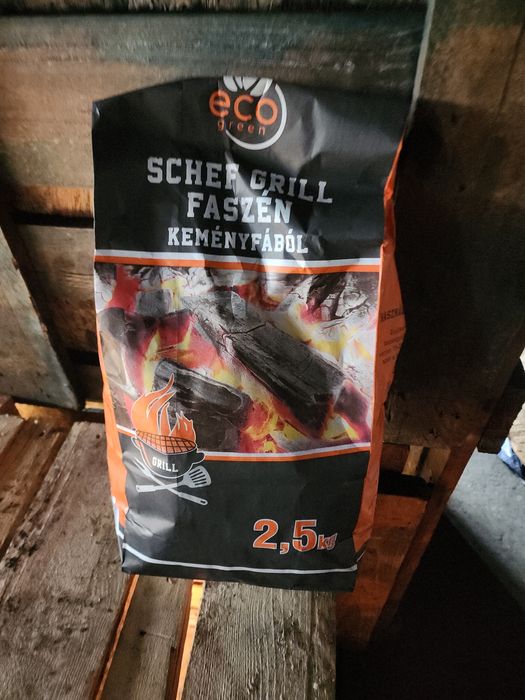 eco
green
SCHEF GRILL
FASZÉN
KEMÉNYFÁBÓL
GRILL
2,5kg